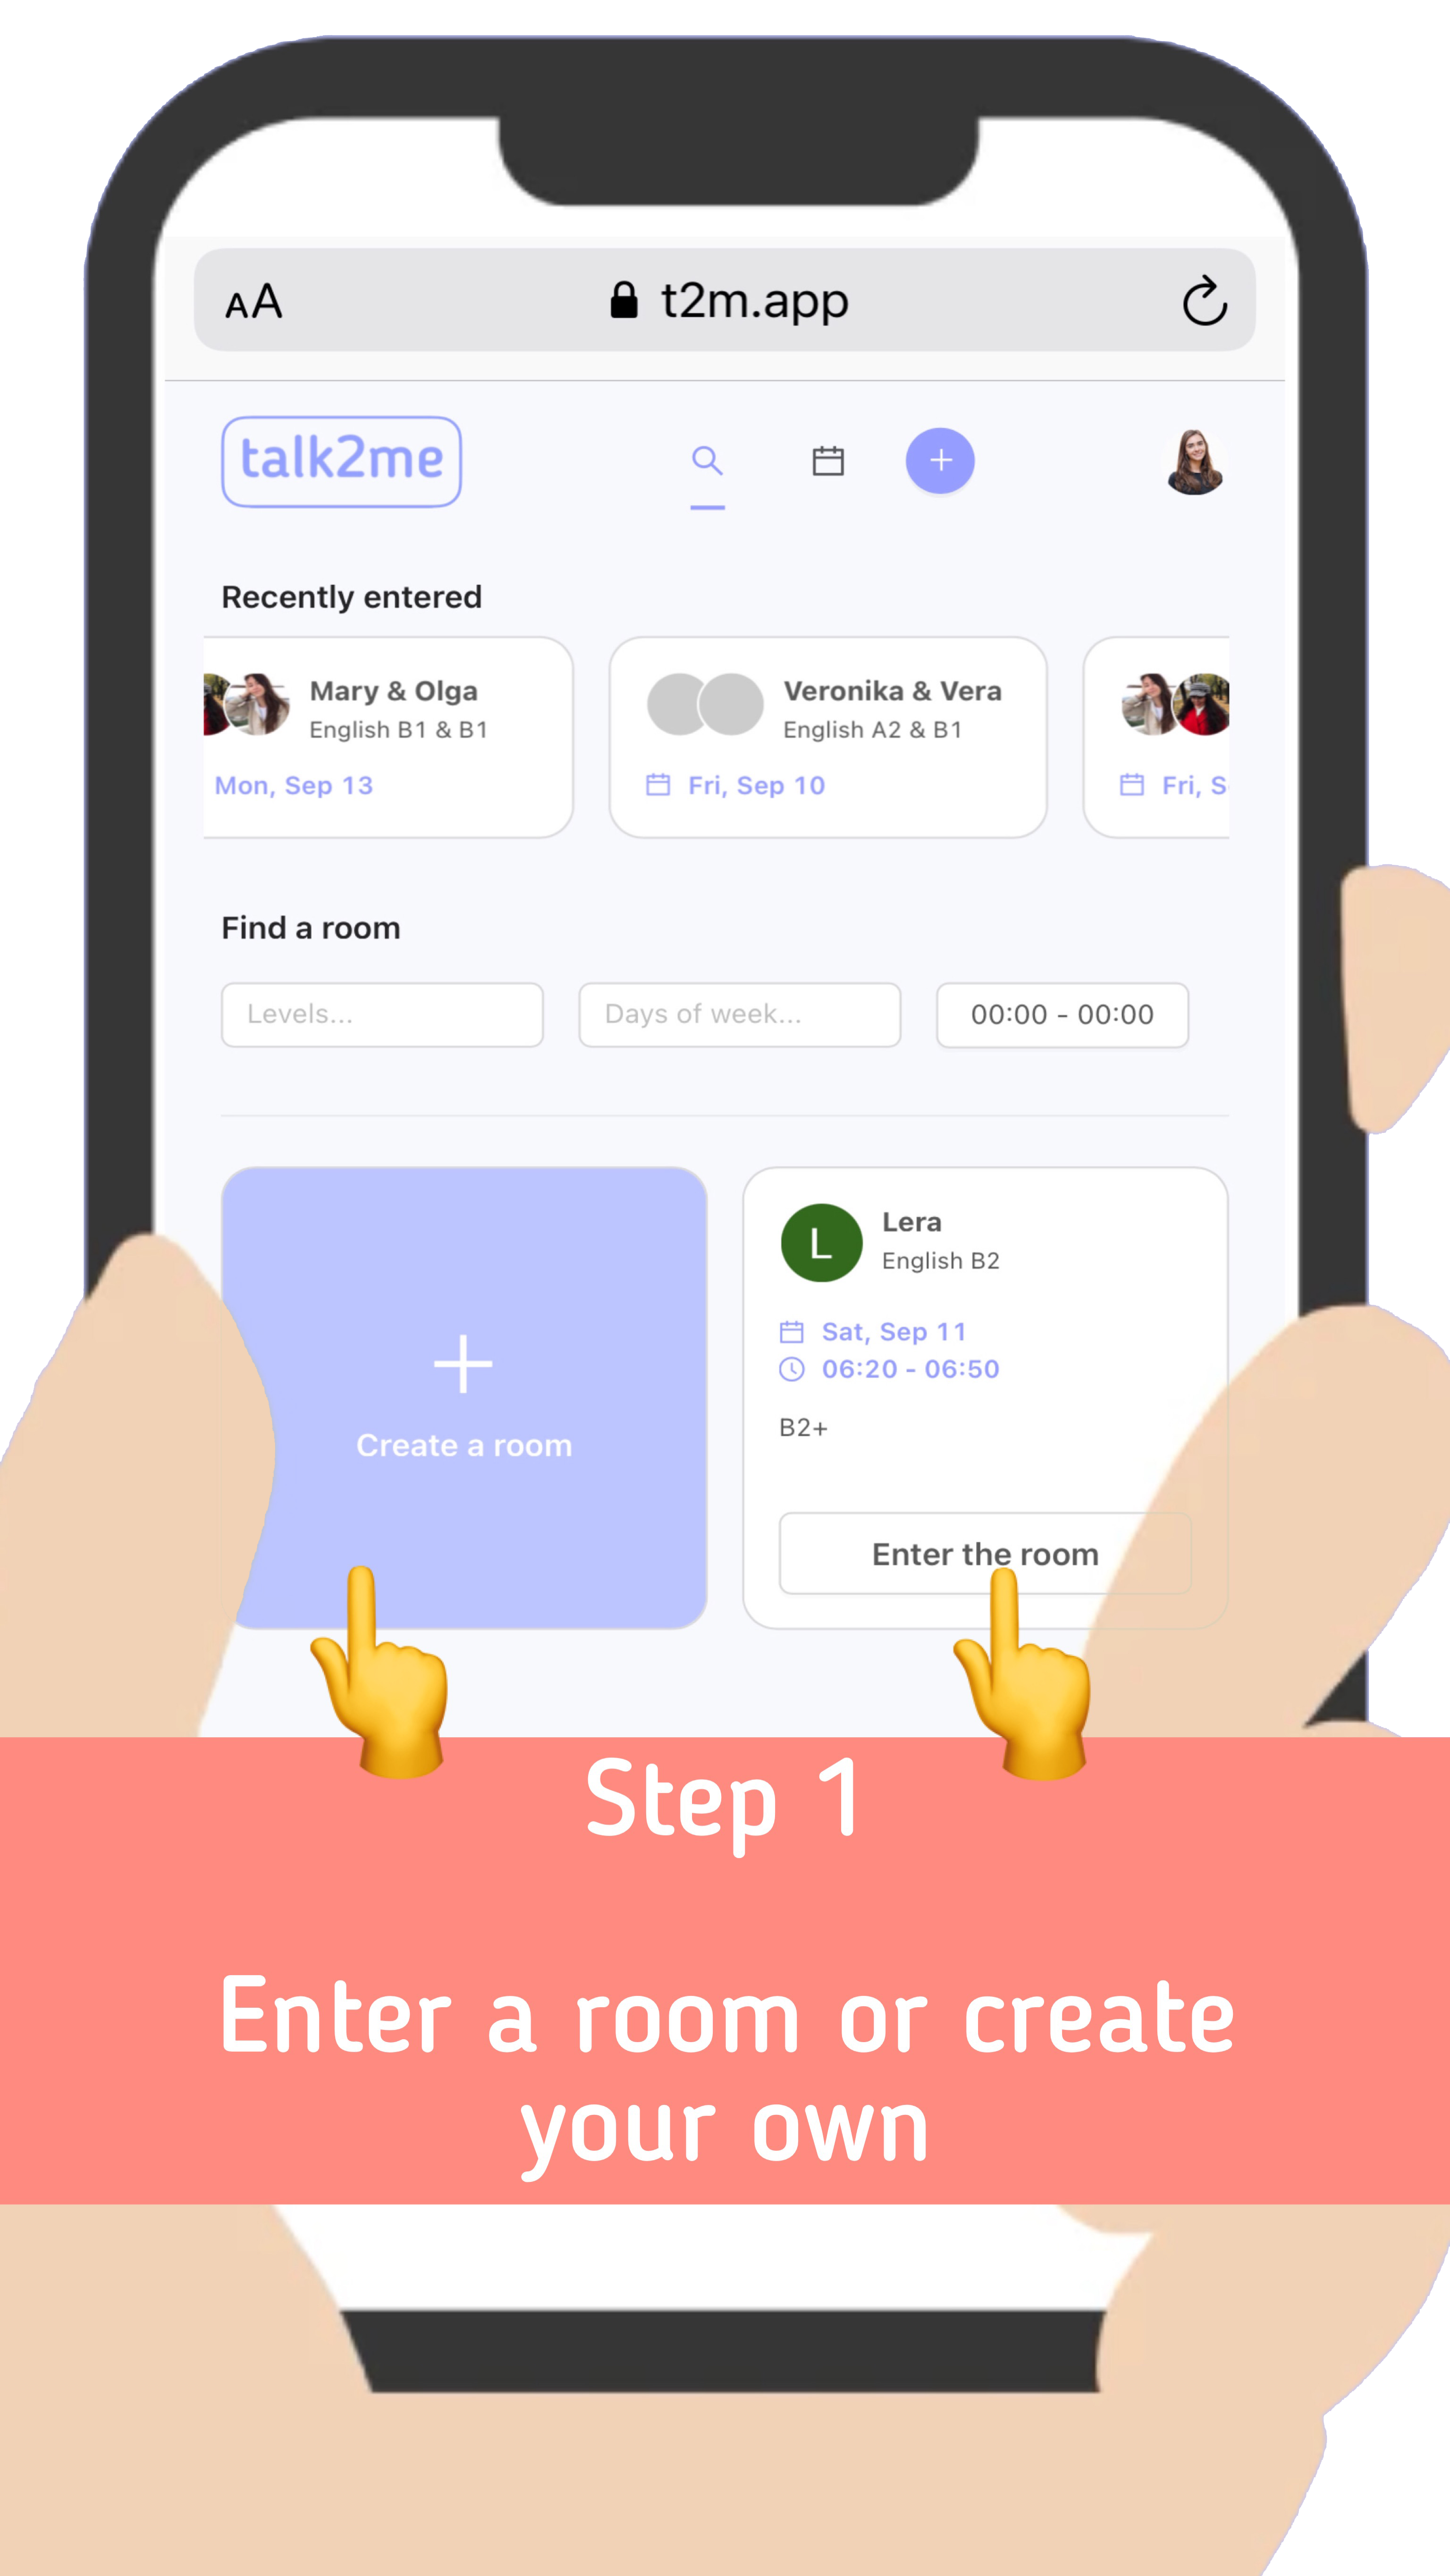 AA t2m.app
talk2me
Recently entered
Mary & Olga
English B1 & B1
Mon, Sep 13
Veronika & Vera
English A2 & B1
Fri, Sep 10
Fri, S
Find a room
Levels...
Days of week...
00:00 - 00:00
Create a room
L
Lera
English B2
Sat, Sep 11
06:20 - 06:50
B2+
Enter the room
Step 1
Enter a room or create
your own